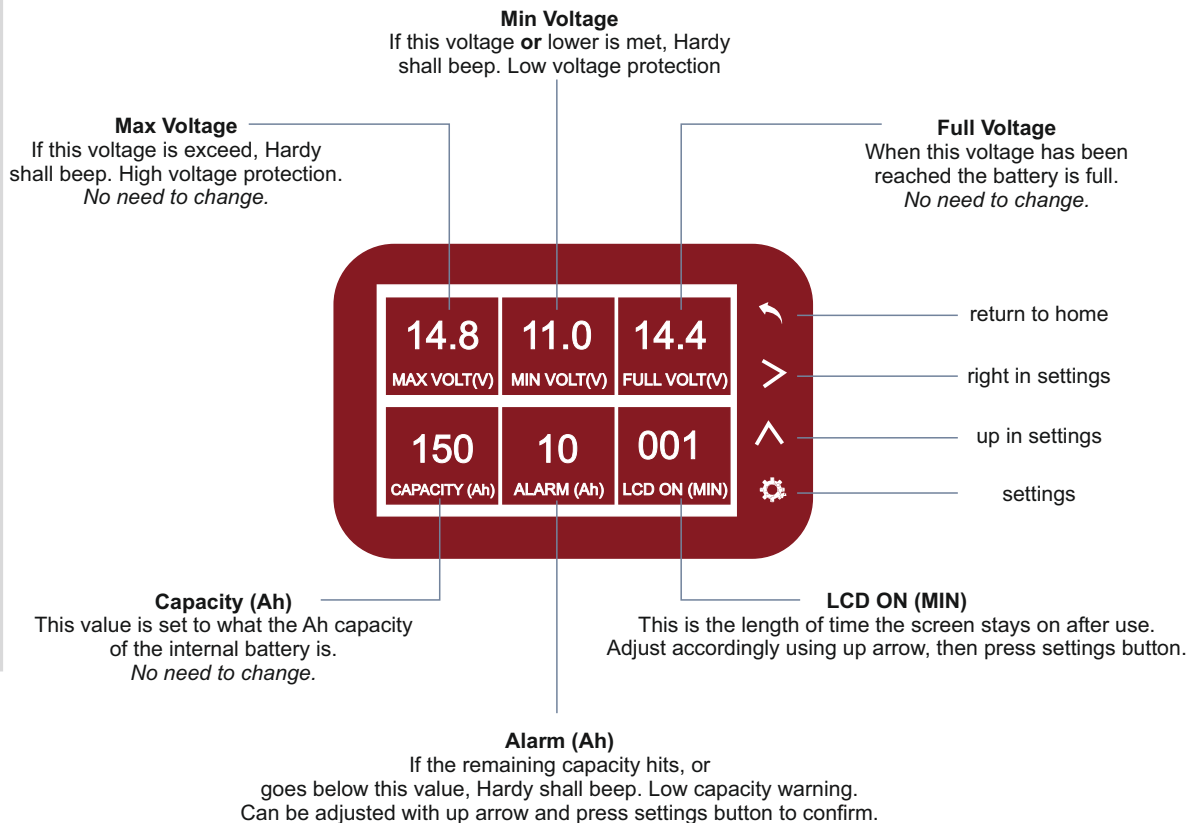 Min Voltage
If this voltage or lower is met, Hardy
shall beep. Low voltage protection
Max Voltage
If this voltage is exceed, Hardy
shall beep. High voltage protection.
No need to change.
Full Voltage
When this voltage has been
reached the battery is full.
No need to change.
14.8
MAX VOLT(V)
11.0
MIN VOLT(V)
14.4
FULL VOLT(V)
150
CAPACITY (Ah)
10
ALARM (Ah)
001
LCD ON (MIN)
return to home
right in settings
up in settings
settings
Capacity (Ah)
This value is set to what the Ah capacity
of the internal battery is.
No need to change.
LCD ON (MIN)
This is the length of time the screen stays on after use.
Adjust accordingly using up arrow, then press settings button.
Alarm (Ah)
If the remaining capacity hits, or
goes below this value, Hardy shall beep. Low capacity warning.
Can be adjusted with up arrow and press settings button to confirm.